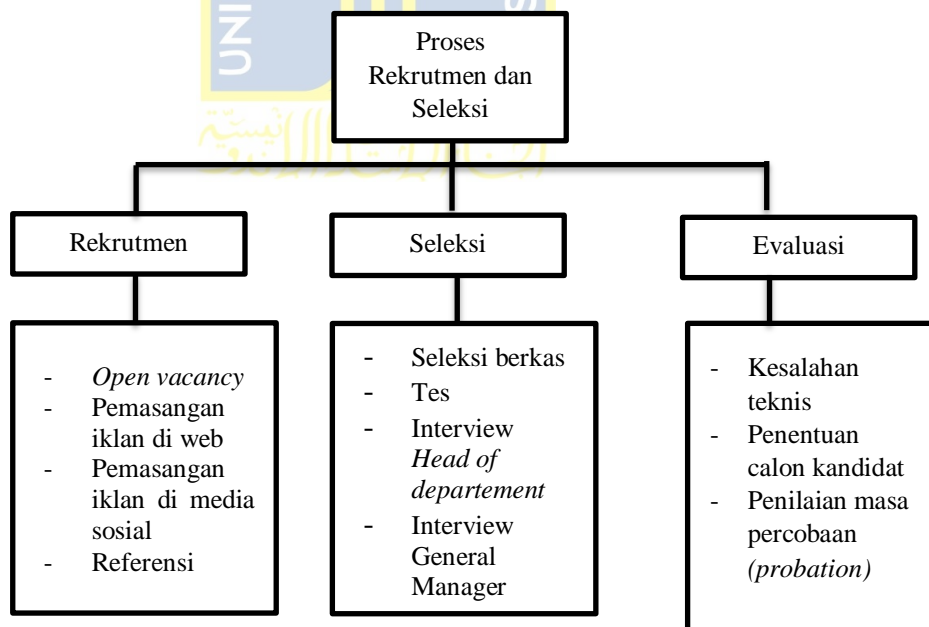 UNI
S
Proses
Rekrutmen dan
Seleksi
Rekrutmen
Seleksi
Evaluasi
- Open vacancy
- Pemasangan
iklan di web
- Pemasangan
iklan di media
sosial
- Referensi
- Seleksi berkas
- Tes
- Interview
Head of
departement
- Interview
General
Manager
- Kesalahan
teknis
- Penentuan
calon kandidat
- Penilaian masa
percobaan
(probation)